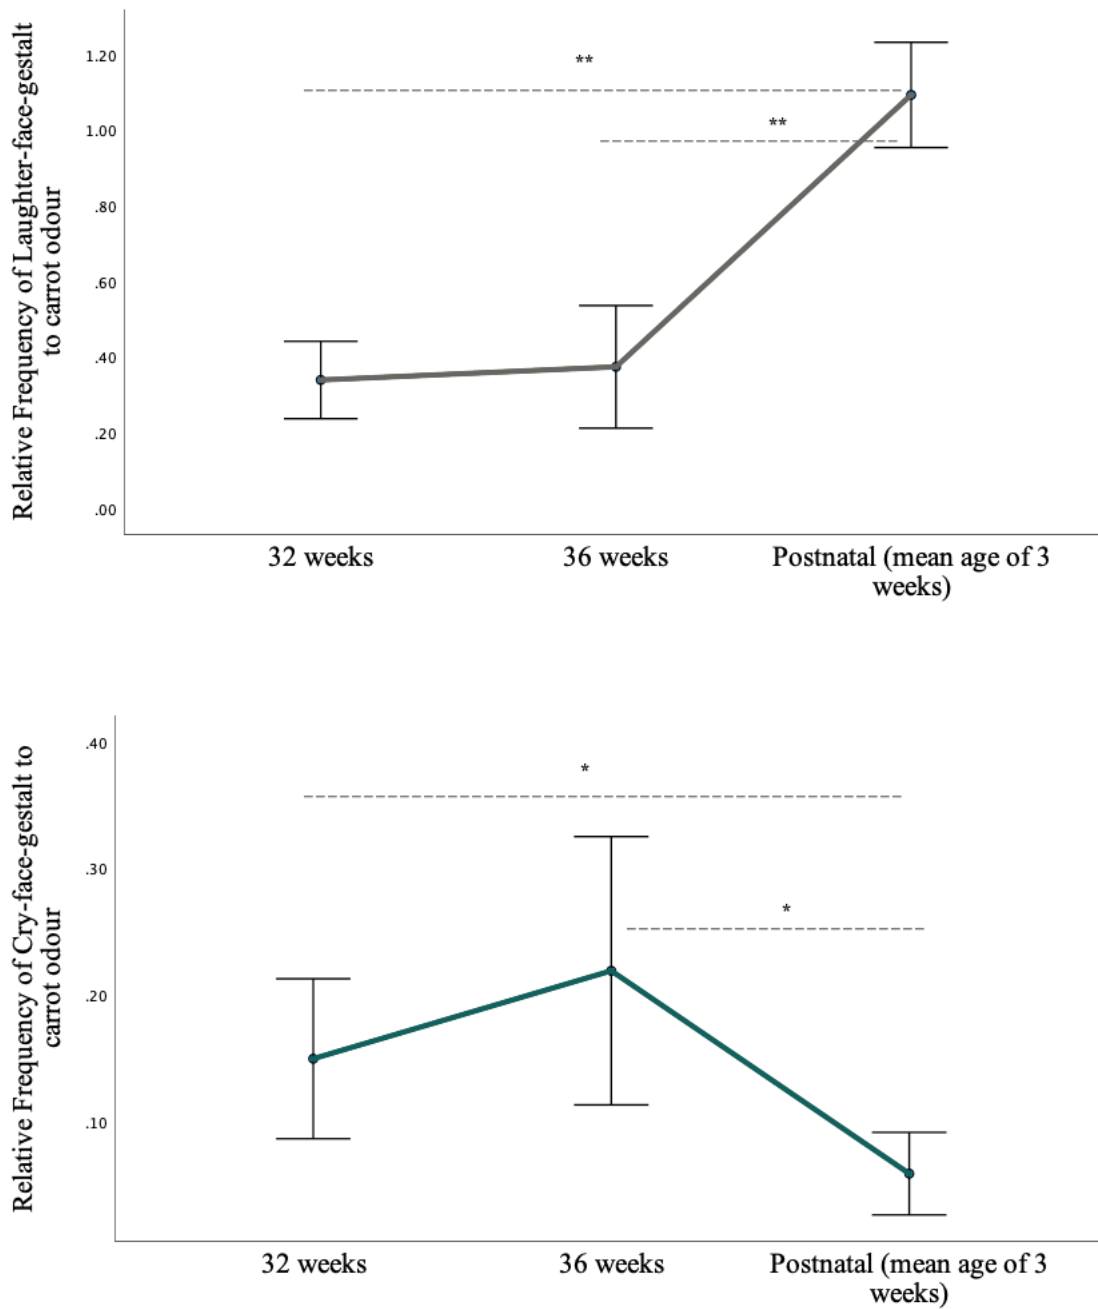 Relative Frequency of Laughter-face-gestalt
to carrot odour
1.20
1.00
.80
.60
.40
.20
.00
**
**
32 weeks
36 weeks
Postnatal (mean age of 3
weeks)
Relative Frequency of Cry-face-gestalt to
carrot odour
.40
.30
.20
.10
*
*
32 weeks
36 weeks
Postnatal (mean age of 3
weeks)